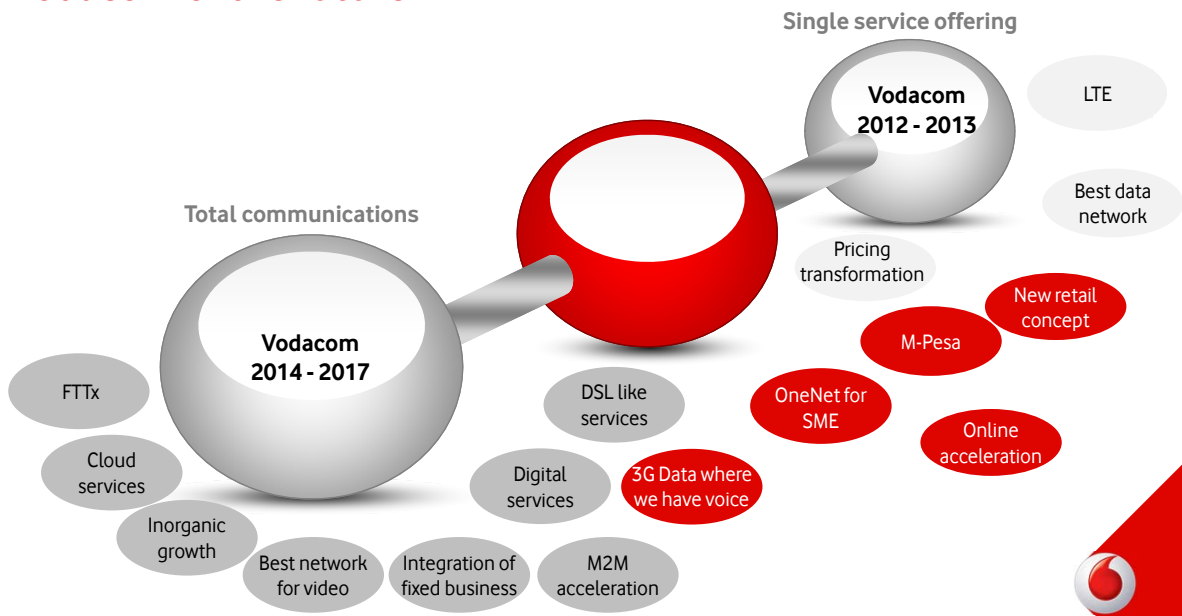 Single service offering
Vodacom
2012 - 2013
LTE
Best data
network
Total communications
Pricing
transformation
New retail
concept
M-Pesa
Vodacom
2014 - 2017
DSL like
services
OneNet for
SME
FTTx
Online
acceleration
Cloud
services
Digital
services
3G Data where
we have voice
Inorganic
growth
Best network
for video
Integration of
fixed business
M2M
acceleration